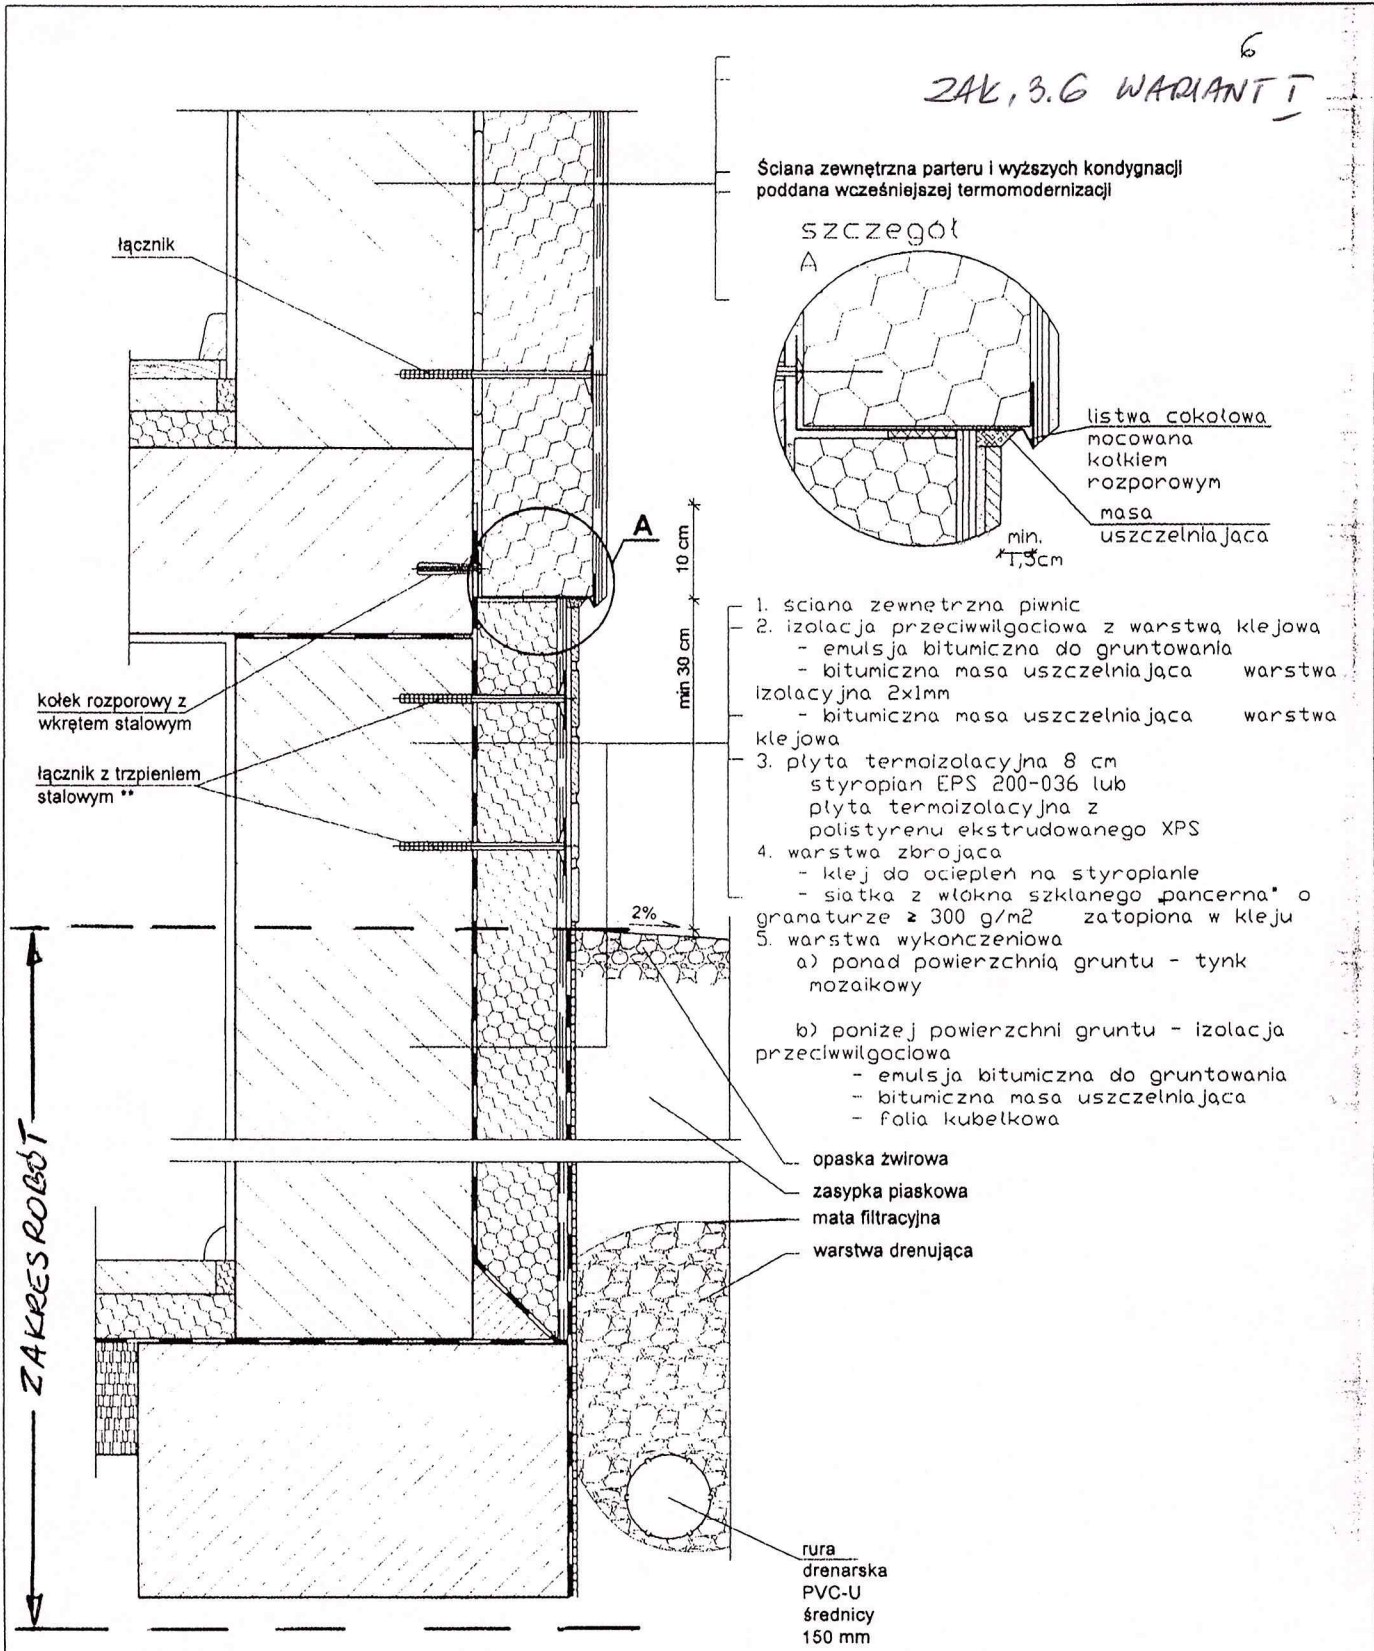 6
ZAŁ, 3.6 WARIANT I
Ściana zewnętrzna parteru i wyższych kondygnacji
poddana wcześniejszej termomodernizacji
szczegół
A
łącznik
listwa cokołowa
mocowana
kołkiem
rozporowym
masa
uszczelniająca
min.
1,5cm
A
10 cm
min 30 cm
kołek rozporowy z
wkrętem stalowym
łącznik z trzpieniem
stalowym **
1. ściana zewnętrzna piwnic
2. izolacja przeciwwilgociowa z warstwą klejową
- emulsja bitumiczna do gruntowania
- bitumiczna masa uszczelniająca warstwa
izolacyjna 2x1mm
- bitumiczna masa uszczelniająca warstwa
klejowa
3. płyta termoizolacyjna 8 cm
styropian EPS 200-036 lub
płyta termoizolacyjna z
polistyrenu ekstrudowanego XPS
4. warstwa zbrojąca
- klej do ociepleń na styropianie
- siatka z włókna szklanego „pancerna" o
gramaturze ≥ 300 g/m2 zatopiona w kleju
5. warstwa wykończeniowa
a) ponad powierzchnią gruntu - tynk
mozaikowy
b) poniżej powierzchni gruntu - izolacja
przeciwwilgociowa
- emulsja bitumiczna do gruntowania
- bitumiczna masa uszczelniająca
- folia kubełkowa
2%
opaska żwirowa
zasypka piaskowa
mata filtracyjna
warstwa drenująca
ZAKRES ROBÓT
rura
drenarska
PVC-U
średnicy
150 mm